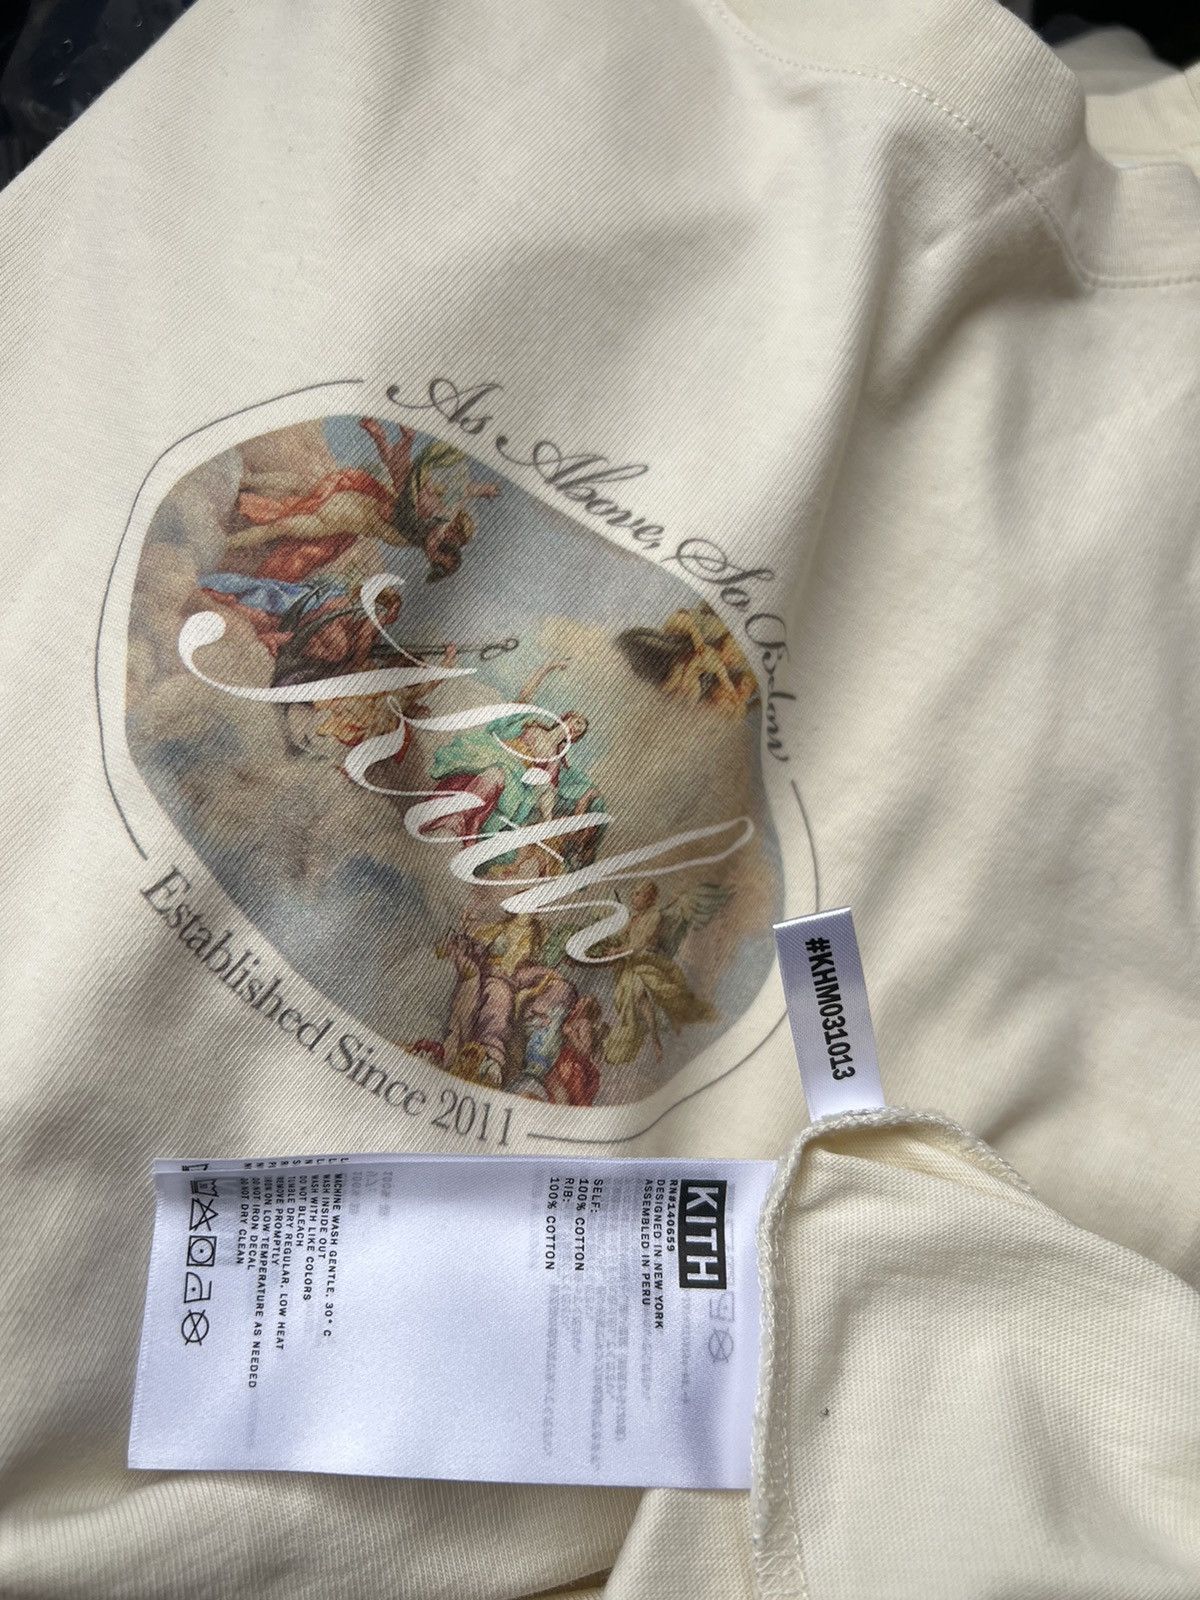 As Above, So Below
Kith
Established Since 2011
#KHM031013
KITH
RN#140659
DESIGNED IN NEW YORK
ASSEMBLED IN PERU
SELF:
100% COTTON
RIB:
100% COTTON
MACHINE WASH GENTLE, 30° C
WASH INSIDE OUT
WASH WITH LIKE COLORS
DO NOT BLEACH
TUMBLE DRY REGULAR, LOW HEAT
REMOVE PROMPTLY
IRON ON LOW TEMPERATURE AS NEEDED
DO NOT IRON DECAL
DO NOT DRY CLEAN